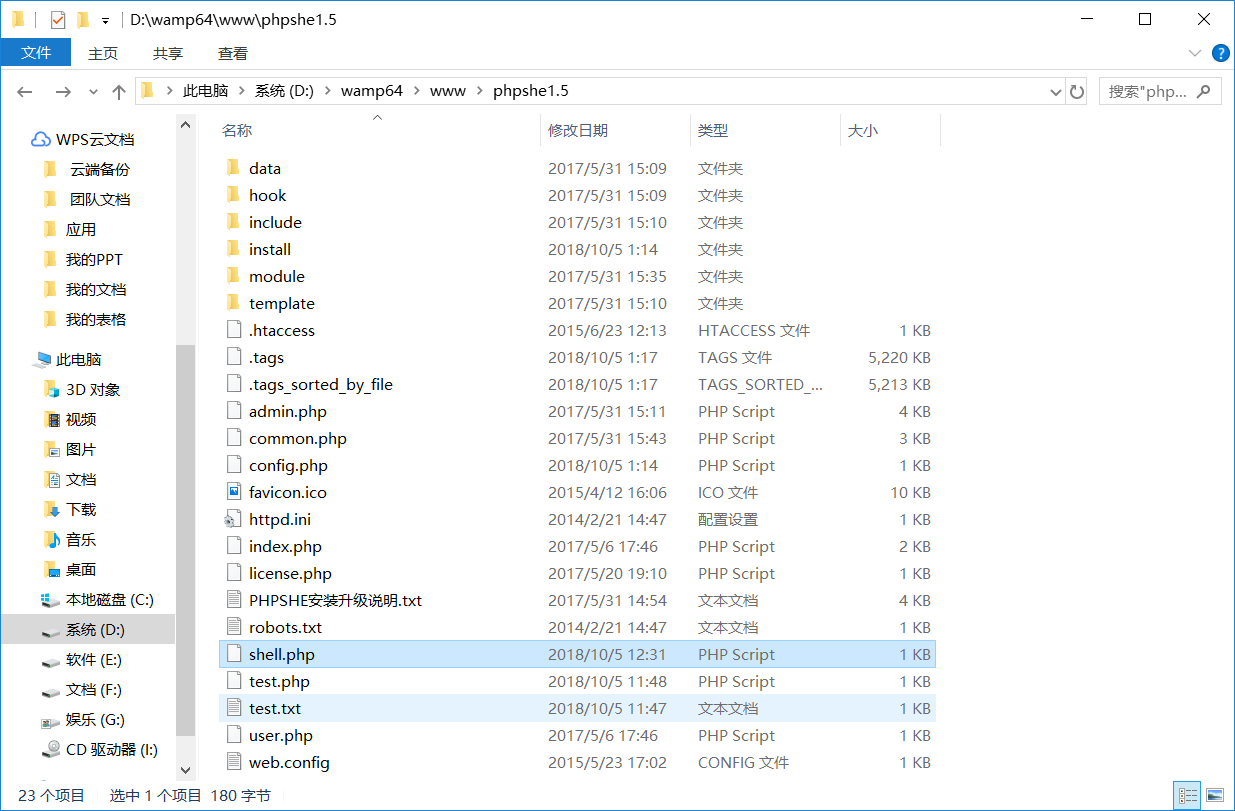 D:\wamp64\www\phpshe1.5
文件 主页 共享 查看
此电脑 系统 (D:) wamp64 www phpshe1.5 搜索"php...
WPS云文档
云端备份
团队文档
应用
我的PPT
我的文档
我的表格
此电脑
3D 对象
视频
图片
文档
下载
音乐
桌面
本地磁盘 (C:)
系统 (D:)
软件 (E:)
文档 (F:)
娱乐 (G:)
CD 驱动器 (I:)
名称 修改日期 类型 大小
data 2017/5/31 15:09 文件夹
hook 2017/5/31 15:09 文件夹
include 2017/5/31 15:10 文件夹
install 2018/10/5 1:14 文件夹
module 2017/5/31 15:35 文件夹
template 2017/5/31 15:10 文件夹
.htaccess 2015/6/23 12:13 HTACCESS 文件 1 KB
.tags 2018/10/5 1:17 TAGS 文件 5,220 KB
.tags_sorted_by_file 2018/10/5 1:17 TAGS_SORTED_... 5,213 KB
admin.php 2017/5/31 15:11 PHP Script 4 KB
common.php 2017/5/31 15:43 PHP Script 3 KB
config.php 2018/10/5 1:14 PHP Script 1 KB
favicon.ico 2015/4/12 16:06 ICO 文件 10 KB
httpd.ini 2014/2/21 14:47 配置设置 1 KB
index.php 2017/5/6 17:46 PHP Script 2 KB
license.php 2017/5/20 19:10 PHP Script 1 KB
PHPSHE安装升级说明.txt 2017/5/31 14:54 文本文档 4 KB
robots.txt 2014/2/21 14:47 文本文档 1 KB
shell.php 2018/10/5 12:31 PHP Script 1 KB
test.php 2018/10/5 11:48 PHP Script 1 KB
test.txt 2018/10/5 11:47 文本文档 1 KB
user.php 2017/5/6 17:46 PHP Script 1 KB
web.config 2015/5/23 17:02 CONFIG 文件 1 KB
23 个项目 选中 1 个项目 180 字节